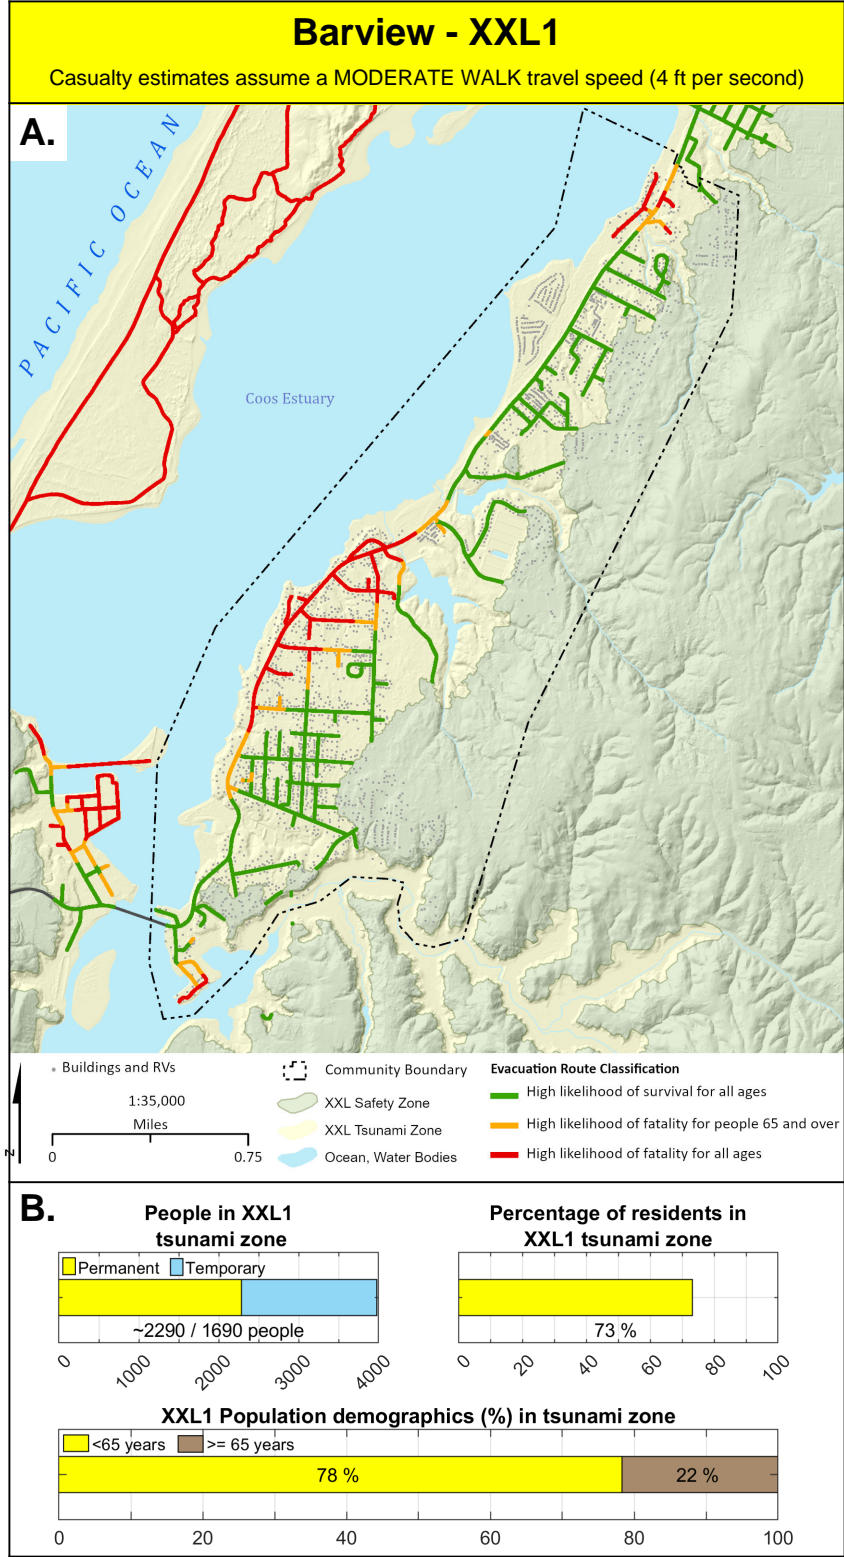 Barview - XXL1
Casualty estimates assume a MODERATE WALK travel speed (4 ft per second)
A.
PACIFIC OCEAN
Coos Estuary
Buildings and RVs
1:35,000
Miles
0
0.75
N
Community Boundary
XXL Safety Zone
XXL Tsunami Zone
Ocean, Water Bodies
Evacuation Route Classification
High likelihood of survival for all ages
High likelihood of fatality for people 65 and over
High likelihood of fatality for all ages
B.
People in XXL1
tsunami zone
Permanent
Temporary
~2290 / 1690 people
0
1000
2000
3000
4000
Percentage of residents in
XXL1 tsunami zone
73 %
0
20
40
60
80
100
XXL1 Population demographics (%) in tsunami zone
<65 years
>= 65 years
78 %
22 %
0
20
40
60
80
100